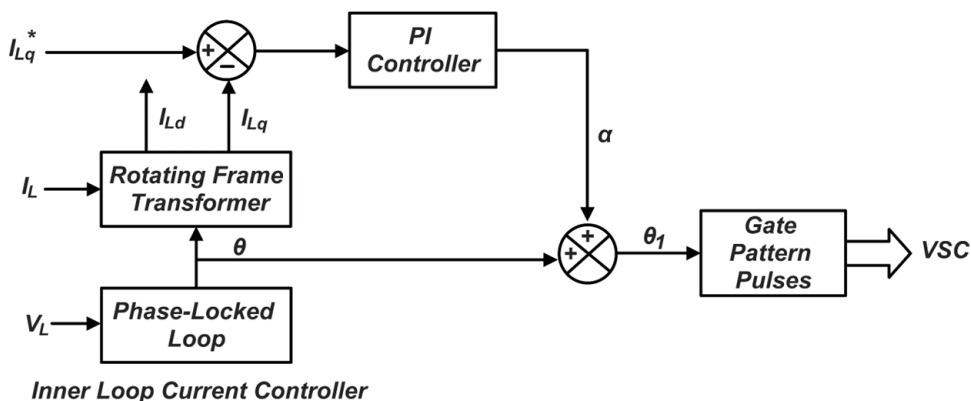 I_Lq^*
+
−
PI
Controller
I_Ld
I_Lq
α
I_L
Rotating Frame
Transformer
θ
+
+
θ_1
Gate
Pattern
Pulses
VSC
V_L
Phase-Locked
Loop
Inner Loop Current Controller